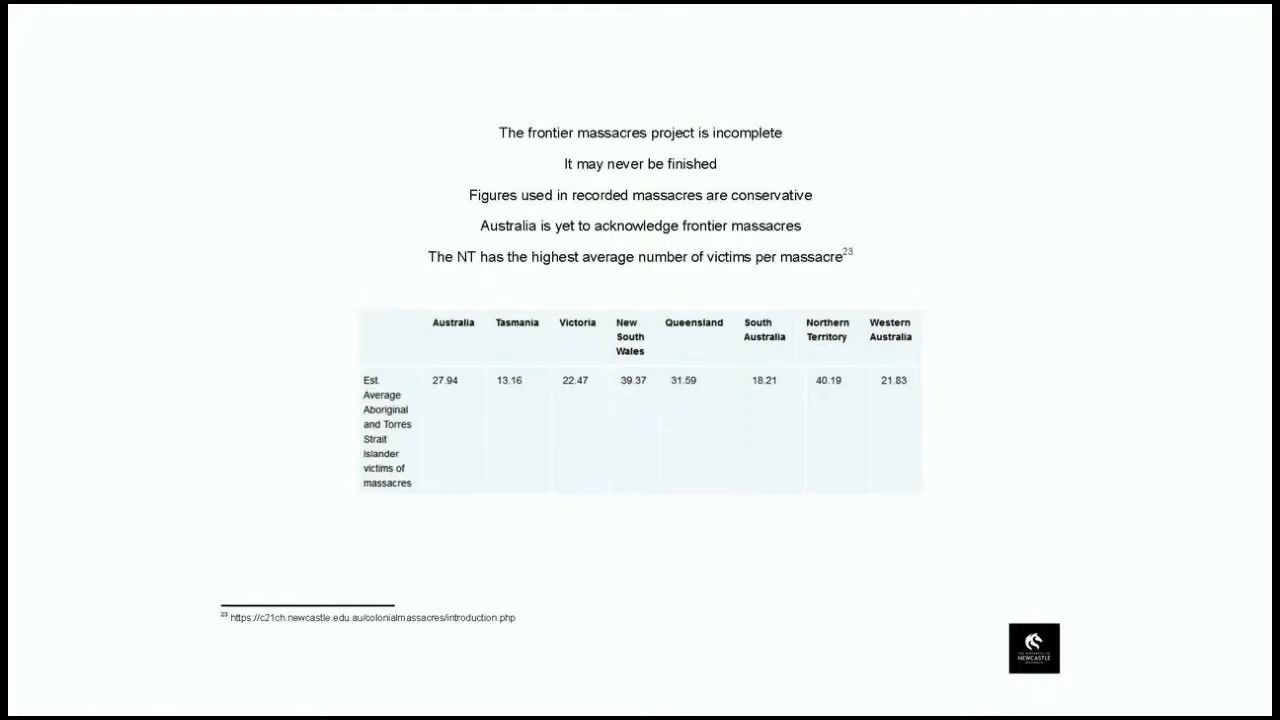 The frontier massacres project is incomplete
It may never be finished
Figures used in recorded massacres are conservative
Australia is yet to acknowledge frontier massacres
The NT has the highest average number of victims per massacre23
Australia Tasmania Victoria New South Wales Queensland South Australia Northern Territory Western Australia
Est. Average Aboriginal and Torres Strait Islander victims of massacres 27.94 13.16 22.47 39.37 31.59 18.21 40.19 21.83
23 https://c21ch.newcastle.edu.au/colonialmassacres/introduction.php
NEWCASTLE